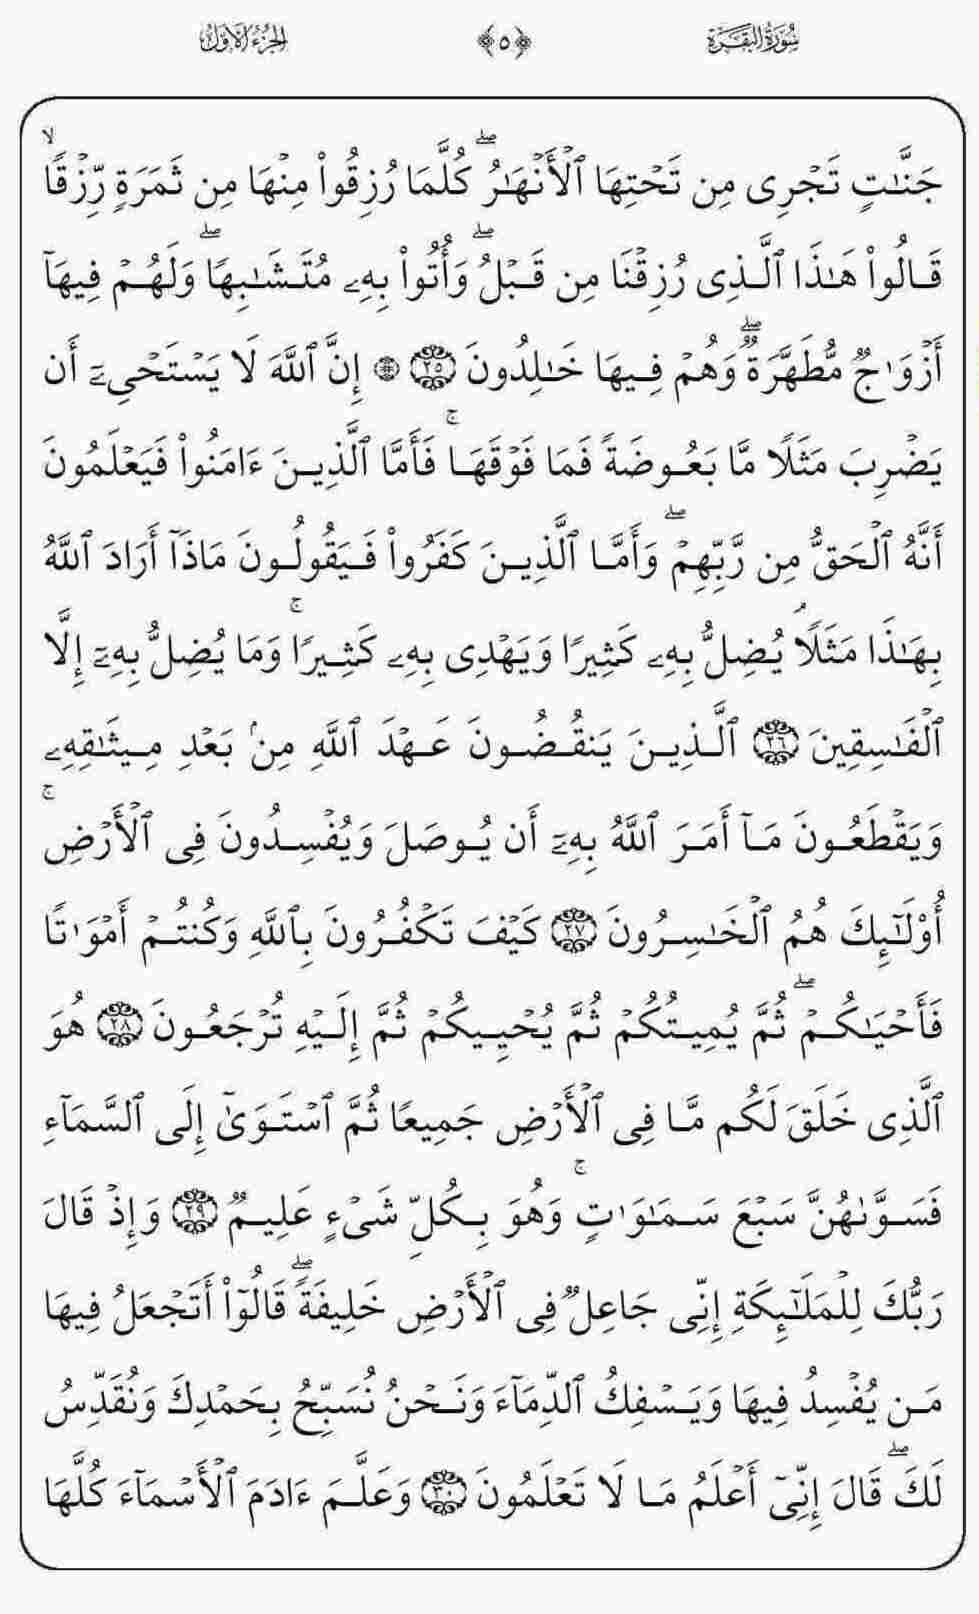 سُورَةُ البَقَرَة ﴿٥﴾ الجُزءُ الأَوَّلُ
جَنَّٰتٖ تَجۡرِي مِن تَحۡتِهَا ٱلۡأَنۡهَٰرُۖ كُلَّمَا رُزِقُواْ مِنۡهَا مِن ثَمَرَةٖ رِّزۡقٗاۙ
قَالُواْ هَٰذَا ٱلَّذِي رُزِقۡنَا مِن قَبۡلُۖ وَأُتُواْ بِهِۦ مُتَشَٰبِهٗاۖ وَلَهُمۡ فِيهَآ
أَزۡوَٰجٞ مُّطَهَّرَةٞۖ وَهُمۡ فِيهَا خَٰلِدُونَ ٢٥ ۞ إِنَّ ٱللَّهَ لَا يَسۡتَحۡيِۦٓ أَن
يَضۡرِبَ مَثَلٗا مَّا بَعُوضَةٗ فَمَا فَوۡقَهَاۚ فَأَمَّا ٱلَّذِينَ ءَامَنُواْ فَيَعۡلَمُونَ
أَنَّهُ ٱلۡحَقُّ مِن رَّبِّهِمۡۖ وَأَمَّا ٱلَّذِينَ كَفَرُواْ فَيَقُولُونَ مَاذَآ أَرَادَ ٱللَّهُ
بِهَٰذَا مَثَلٗاۘ يُضِلُّ بِهِۦ كَثِيرٗا وَيَهۡدِي بِهِۦ كَثِيرٗاۚ وَمَا يُضِلُّ بِهِۦٓ إِلَّا
ٱلۡفَٰسِقِينَ ٢٦ ٱلَّذِينَ يَنقُضُونَ عَهۡدَ ٱللَّهِ مِنۢ بَعۡدِ مِيثَٰقِهِۦ
وَيَقۡطَعُونَ مَآ أَمَرَ ٱللَّهُ بِهِۦٓ أَن يُوصَلَ وَيُفۡسِدُونَ فِي ٱلۡأَرۡضِۚ
أُوْلَٰٓئِكَ هُمُ ٱلۡخَٰسِرُونَ ٢٧ كَيۡفَ تَكۡفُرُونَ بِٱللَّهِ وَكُنتُمۡ أَمۡوَٰتٗا
فَأَحۡيَٰكُمۡۖ ثُمَّ يُمِيتُكُمۡ ثُمَّ يُحۡيِيكُمۡ ثُمَّ إِلَيۡهِ تُرۡجَعُونَ ٢٨ هُوَ
ٱلَّذِي خَلَقَ لَكُم مَّا فِي ٱلۡأَرۡضِ جَمِيعٗا ثُمَّ ٱسۡتَوَىٰٓ إِلَى ٱلسَّمَآءِ
فَسَوَّىٰهُنَّ سَبۡعَ سَمَٰوَٰتٖۚ وَهُوَ بِكُلِّ شَيۡءٍ عَلِيمٞ ٢٩ وَإِذۡ قَالَ
رَبُّكَ لِلۡمَلَٰٓئِكَةِ إِنِّي جَاعِلٞ فِي ٱلۡأَرۡضِ خَلِيفَةٗۖ قَالُوٓاْ أَتَجۡعَلُ فِيهَا
مَن يُفۡسِدُ فِيهَا وَيَسۡفِكُ ٱلدِّمَآءَ وَنَحۡنُ نُسَبِّحُ بِحَمۡدِكَ وَنُقَدِّسُ
لَكَۖ قَالَ إِنِّيٓ أَعۡلَمُ مَا لَا تَعۡلَمُونَ ٣٠ وَعَلَّمَ ءَادَمَ ٱلۡأَسۡمَآءَ كُلَّهَا